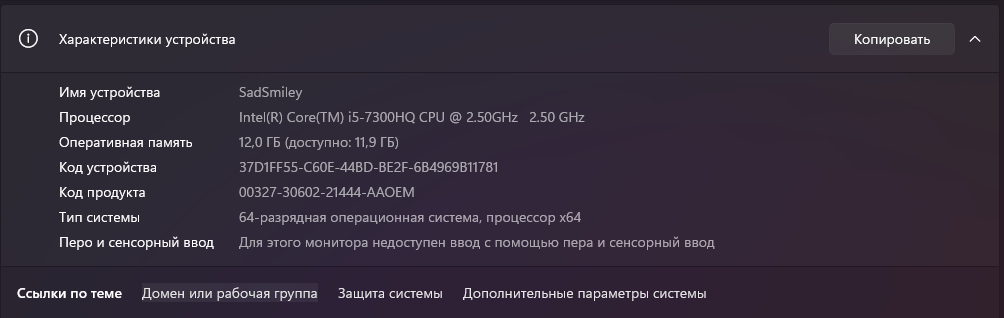 Характеристики устройства
Копировать
Имя устройства SadSmiley
Процессор Intel(R) Core(TM) i5-7300HQ CPU @ 2.50GHz 2.50 GHz
Оперативная память 12,0 ГБ (доступно: 11,9 ГБ)
Код устройства 37D1FF55-C60E-44BD-BE2F-6B4969B11781
Код продукта 00327-30602-21444-AAOEM
Тип системы 64-разрядная операционная система, процессор x64
Перо и сенсорный ввод Для этого монитора недоступен ввод с помощью пера и сенсорный ввод
Ссылки по теме Домен или рабочая группа Защита системы Дополнительные параметры системы